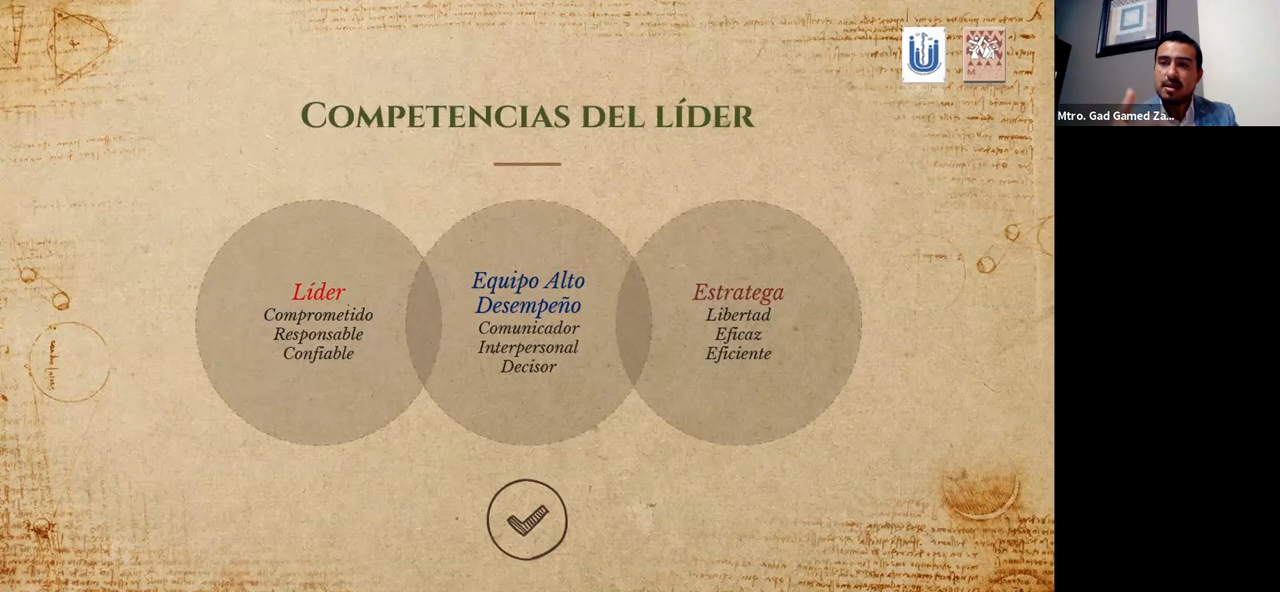 COMPETENCIAS DEL LÍDER
Líder
Comprometido
Responsable
Confiable
Equipo Alto
Desempeño
Comunicador
Interpersonal
Decisor
Estratega
Libertad
Eficaz
Eficiente
Mtro. Gad Gamed Za...